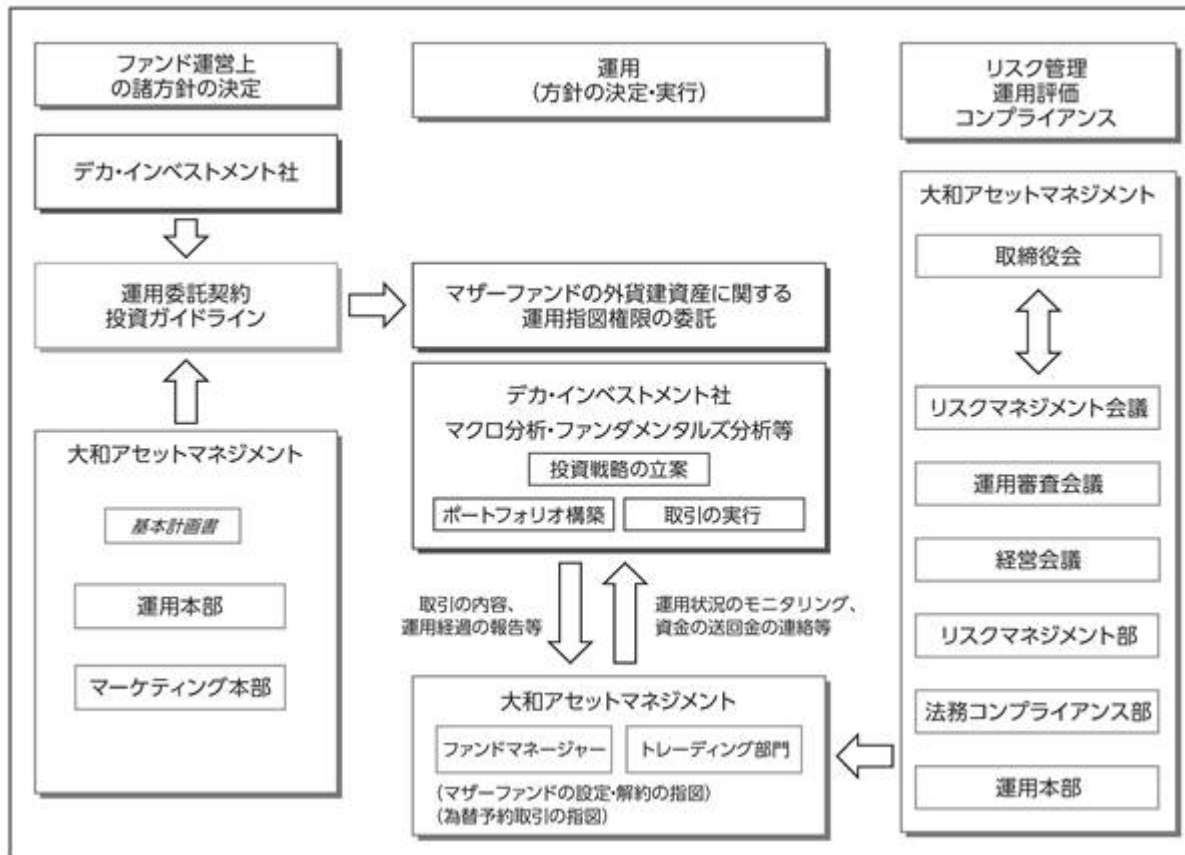 ファンド運営上
の諸方針の決定
デカ・インベストメント社
運用委託契約
投資ガイドライン
大和アセットマネジメント
基本計画書
運用本部
マーケティング本部
運用
(方針の決定・実行)
マザーファンドの外貨建資産に関する
運用指図権限の委託
デカ・インベストメント社
マクロ分析・ファンダメンタルズ分析等
投資戦略の立案
ポートフォリオ構築
取引の実行
取引の内容、
運用経過の報告等
運用状況のモニタリング、
資金の送回金の連絡等
大和アセットマネジメント
ファンドマネージャー
トレーディング部門
(マザーファンドの設定・解約の指図)
(為替予約取引の指図)
リスク管理
運用評価
コンプライアンス
大和アセットマネジメント
取締役会
リスクマネジメント会議
運用審査会議
経営会議
リスクマネジメント部
法務コンプライアンス部
運用本部